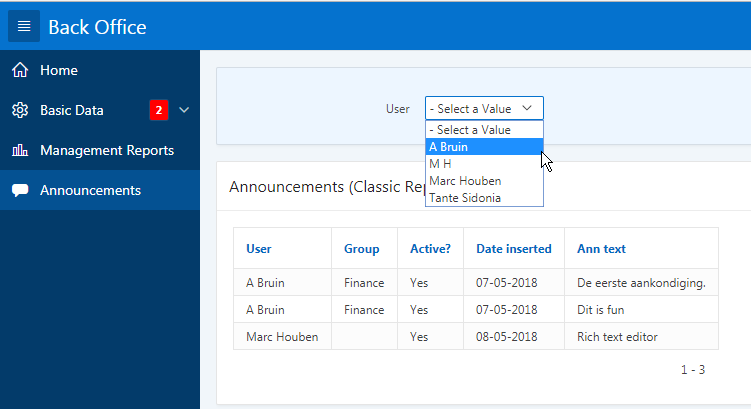 Back Office
Home
Basic Data 2
Management Reports
Announcements
User - Select a Value
- Select a Value
A Bruin
M H
Marc Houben
Tante Sidonia
Announcements (Classic Rep
User Group Active? Date inserted Ann text
A Bruin Finance Yes 07-05-2018 De eerste aankondiging.
A Bruin Finance Yes 07-05-2018 Dit is fun
Marc Houben Yes 08-05-2018 Rich text editor
1 - 3